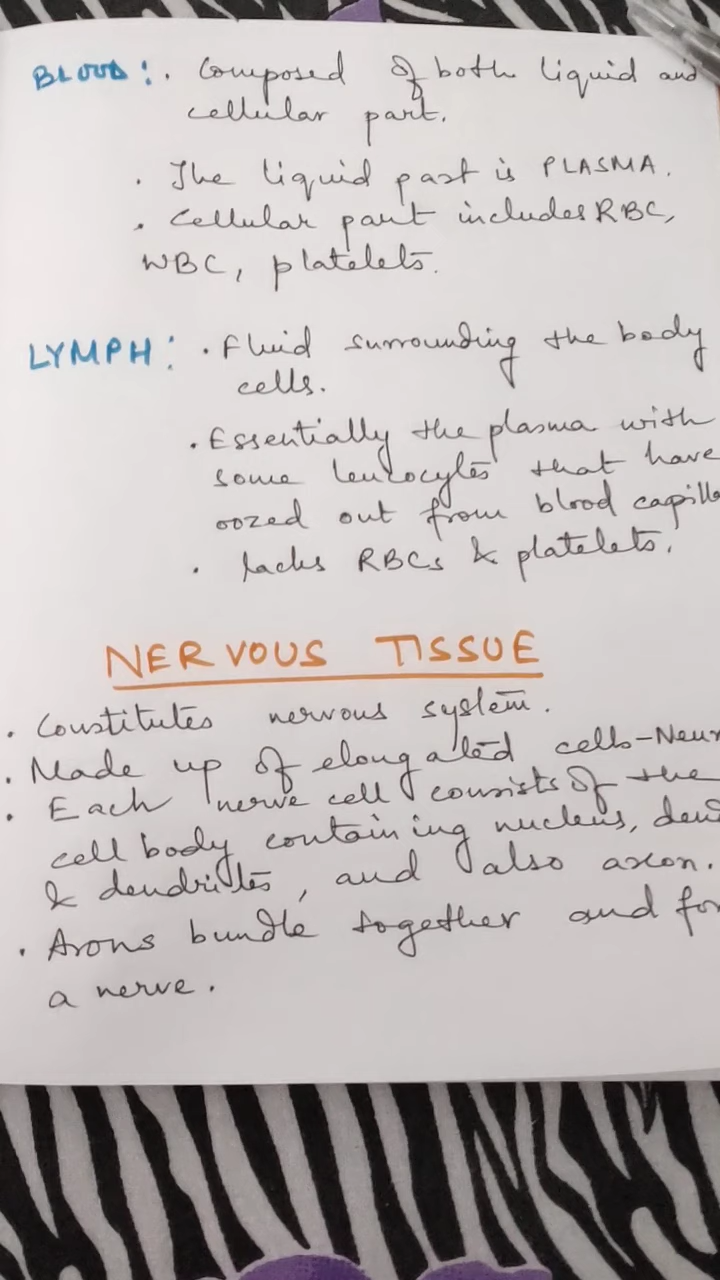 BLOOD: . Composed of both liquid and
cellular part.
. The liquid part is PLASMA.
. Cellular part includes RBC,
WBC, platelets.
LYMPH: . Fluid surrounding the body
cells.
. Essentially the plasma with
some leucocytes that have
oozed out from blood capilla
. lacks RBCs & platelets.
NERVOUS TISSUE
. Constitutes nervous system.
. Made up of elongated cells-Neur
. Each nerve cell consists of the
cell body containing nucleus,
& dendrites, and also axon.
. Axons bundle together and for
a nerve.